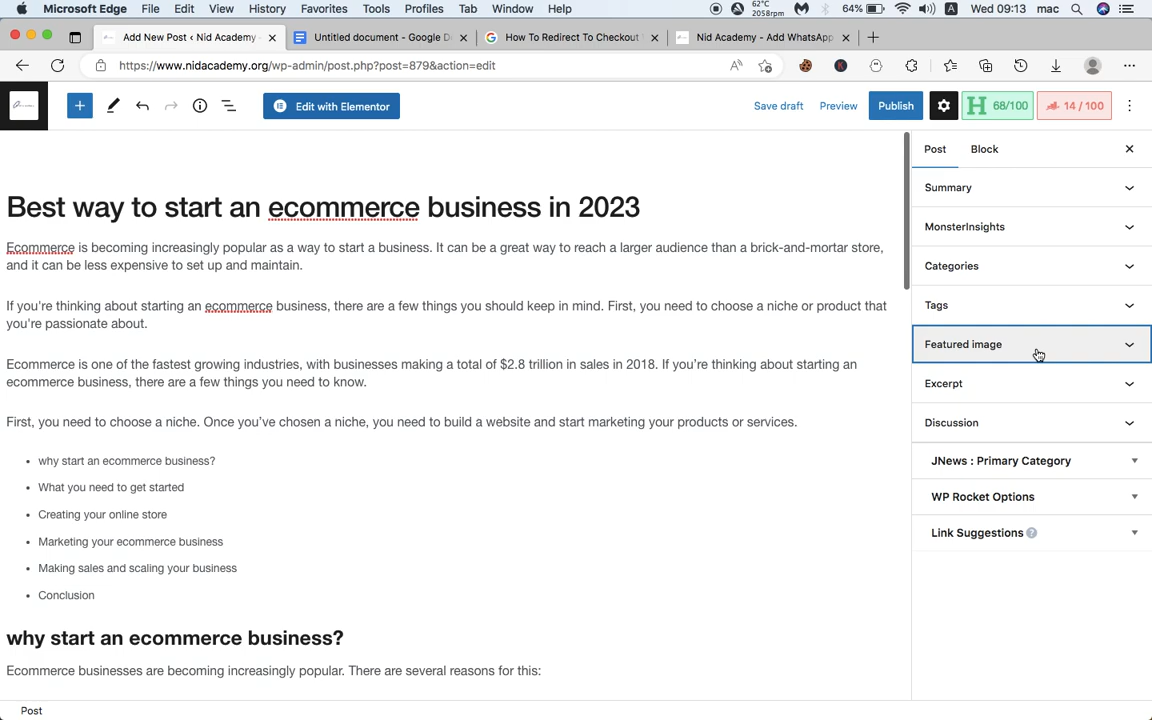 Microsoft Edge File Edit View History Favorites Tools Profiles Tab Window Help 62°C 2058rpm 64% A Wed 09:13 mac
Add New Post ‹ Nid Academy - Untitled document - Google D How To Redirect To Checkout Nid Academy - Add WhatsApp
https://www.nidacademy.org/wp-admin/post.php?post=879&action=edit
Edit with Elementor Save draft Preview Publish 68/100 14 / 100
Post Block
Summary
MonsterInsights
Categories
Tags
Featured image
Excerpt
Discussion
JNews : Primary Category
WP Rocket Options
Link Suggestions ?
Best way to start an ecommerce business in 2023
Ecommerce is becoming increasingly popular as a way to start a business. It can be a great way to reach a larger audience than a brick-and-mortar store,
and it can be less expensive to set up and maintain.
If you're thinking about starting an ecommerce business, there are a few things you should keep in mind. First, you need to choose a niche or product that
you're passionate about.
Ecommerce is one of the fastest growing industries, with businesses making a total of $2.8 trillion in sales in 2018. If you're thinking about starting an
ecommerce business, there are a few things you need to know.
First, you need to choose a niche. Once you've chosen a niche, you need to build a website and start marketing your products or services.
• why start an ecommerce business?
• What you need to get started
• Creating your online store
• Marketing your ecommerce business
• Making sales and scaling your business
• Conclusion
why start an ecommerce business?
Ecommerce businesses are becoming increasingly popular. There are several reasons for this:
Post